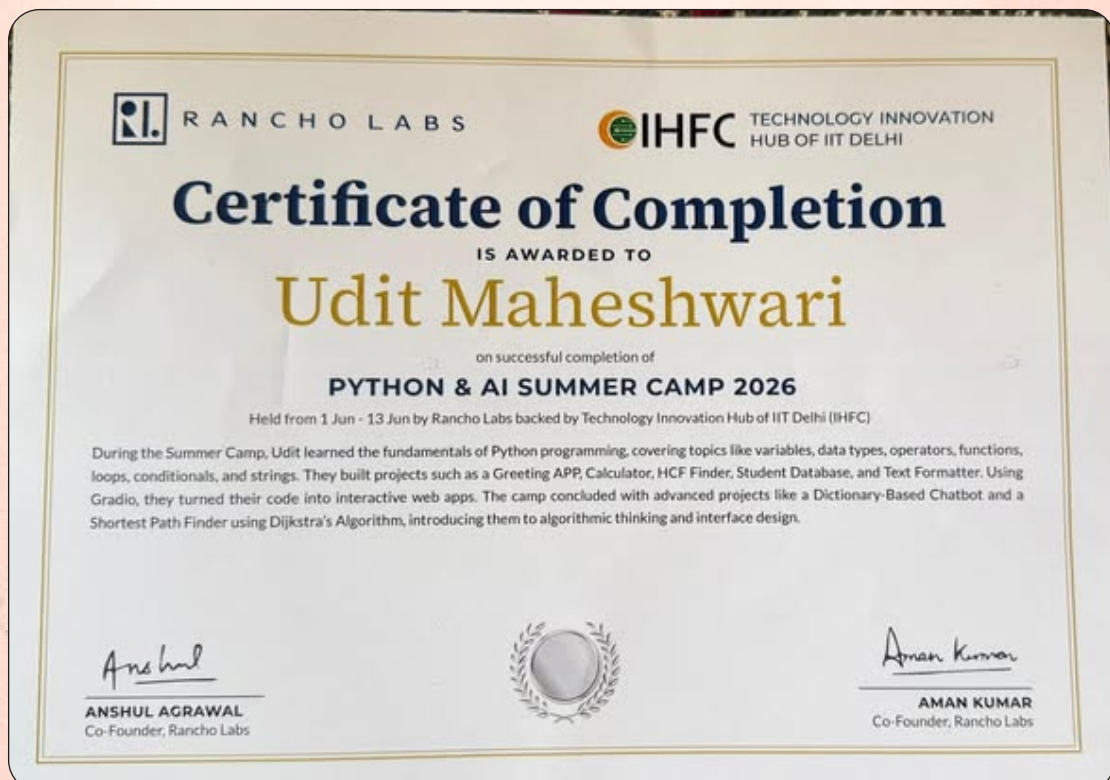 RANCHO LABS
IHFC TECHNOLOGY INNOVATION
HUB OF IIT DELHI
Certificate of Completion
IS AWARDED TO
Udit Maheshwari
on successful completion of
PYTHON & AI SUMMER CAMP 2026
Held from 1 Jun - 13 Jun by Rancho Labs backed by Technology Innovation Hub of IIT Delhi (IHFC)
During the Summer Camp, Udit learned the fundamentals of Python programming, covering topics like variables, data types, operators, functions,
loops, conditionals, and strings. They built projects such as a Greeting APP, Calculator, HCF Finder, Student Database, and Text Formatter. Using
Gradio, they turned their code into interactive web apps. The camp concluded with advanced projects like a Dictionary-Based Chatbot and a
Shortest Path Finder using Dijkstra's Algorithm, introducing them to algorithmic thinking and interface design.
Anshul
Aman Kumar
ANSHUL AGRAWAL
Co-Founder, Rancho Labs
AMAN KUMAR
Co-Founder, Rancho Labs